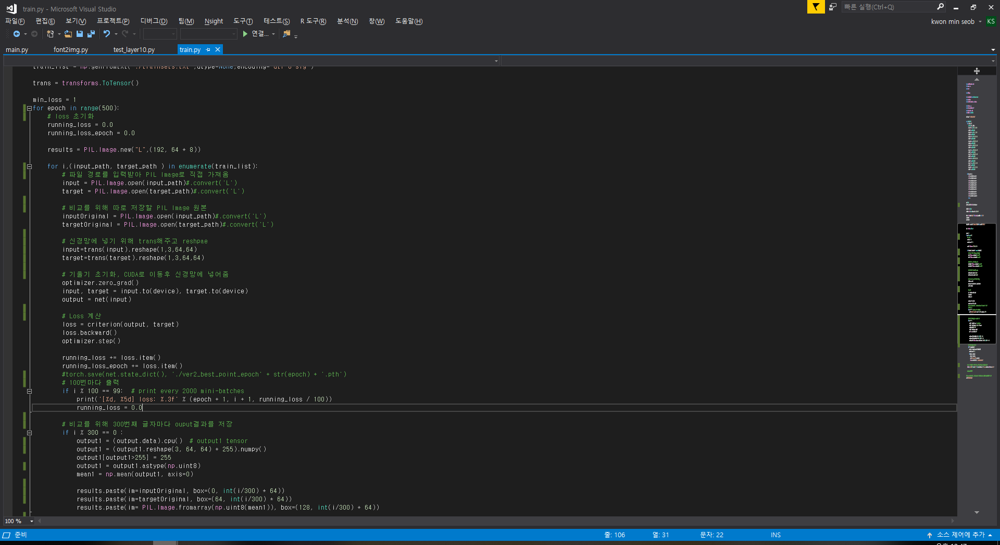 train.py - Microsoft Visual Studio
빠른 실행(Ctrl+Q)
파일(F) 편집(E) 보기(V) 프로젝트(P) 디버그(D) 팀(M) Nsight 도구(T) 테스트(S) R 도구(R) 분석(N) 창(W) 도움말(H)
kwon min seob KS
연결...
main.py font2img.py test_layer10.py train.py
train_list = np.genfromtxt('./trainsets.txt',dtype=None,encoding='utf-8-sig')
trans = transforms.ToTensor()
min_loss = 1
for epoch in range(500):
# loss 초기화
running_loss = 0.0
running_loss_epoch = 0.0
results = PIL.Image.new("L",(192, 64 * 8))
for i,(input_path, target_path ) in enumerate(train_list):
# 파일 경로를 입력받아 PIL Image로 직접 가져옴
input = PIL.Image.open(input_path)#.convert('L')
target = PIL.Image.open(target_path)#.convert('L')
# 비교를 위해 따로 저장할 PIL Image 원본
inputOriginal = PIL.Image.open(input_path)#.convert('L')
targetOriginal = PIL.Image.open(target_path)#.convert('L')
# 신경망에 넣기 위해 trans해주고 reshpae
input=trans(input).reshape(1,3,64,64)
target=trans(target).reshape(1,3,64,64)
# 기울기 초기화, CUDA로 이동후 신경망에 넣어줌
optimizer.zero_grad()
input, target = input.to(device), target.to(device)
output = net(input)
# Loss 계산
loss = criterion(output, target)
loss.backward()
optimizer.step()
running_loss += loss.item()
running_loss_epoch += loss.item()
#torch.save(net.state_dict(), './ver2_best_point_epoch' + str(epoch) + '.pth')
# 100번마다 출력
if i % 100 == 99:  # print every 2000 mini-batches
print('[%d, %5d] loss: %.3f' % (epoch + 1, i + 1, running_loss / 100))
running_loss = 0.0
# 비교를 위해 300번째 글자마다 ouput결과를 저장
if i % 300 == 0 :
output1 = (output.data).cpu()  # output1 tensor
output1 = (output1.reshape(3, 64, 64) * 255).numpy()
output1[output1>255] = 255
output1 = output1.astype(np.uint8)
mean1 = np.mean(output1, axis=0)
results.paste(im=inputOriginal, box=(0, int(i/300) * 64))
results.paste(im=targetOriginal, box=(64, int(i/300) * 64))
results.paste(im= PIL.Image.fromarray(np.uint8(mean1)), box=(128, int(i/300) * 64))
100 %
준비 줄: 106 열: 31 문자: 22 INS 소스 제어에 추가